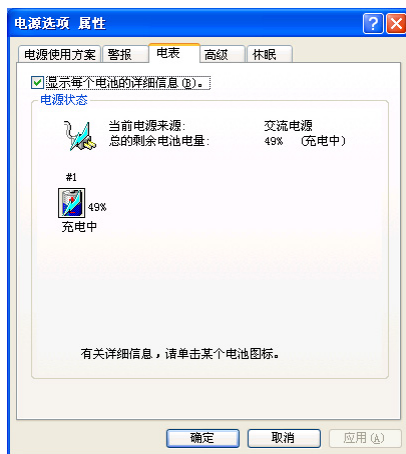 电源选项 属性
电源使用方案 警报 电表 高级 休眠
显示每个电池的详细信息(B)。
电源状态
当前电源来源: 交流电源
总的剩余电池电量: 49% (充电中)
#1
49%
充电中
有关详细信息，请单击某个电池图标。
确定 取消 应用(A)